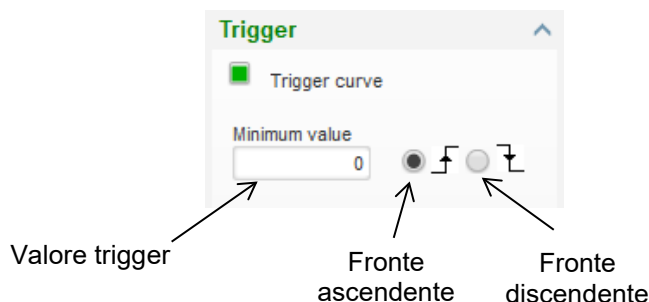 Trigger
Trigger curve
Minimum value
0
Valore trigger
Fronte
ascendente
Fronte
discendente